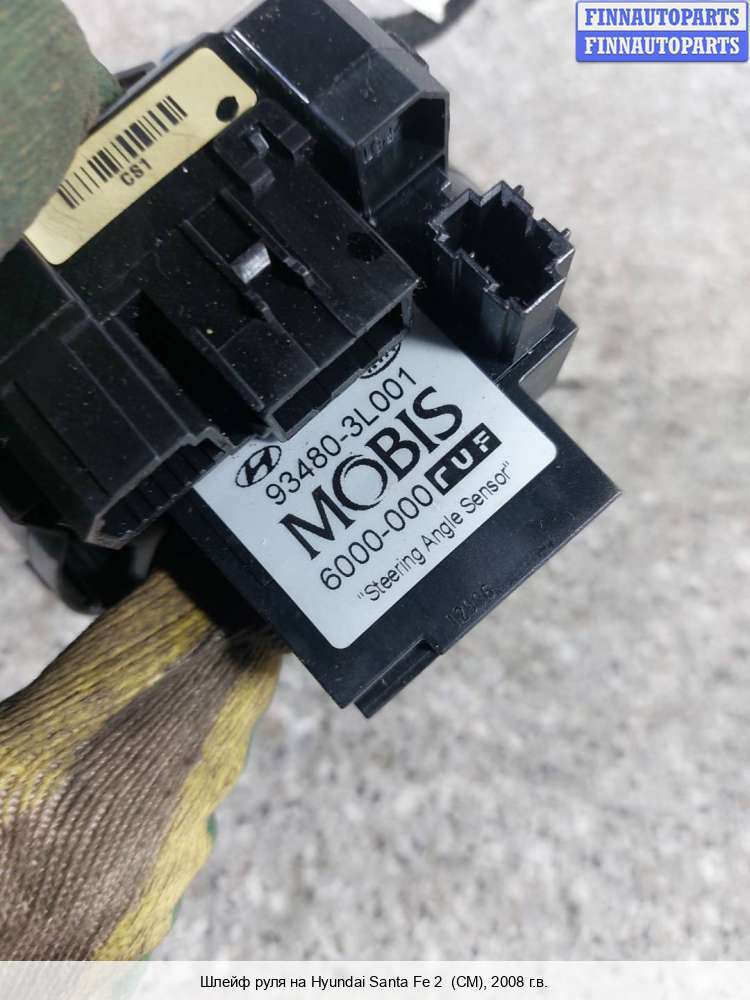 FINNAUTOPARTS
FINNAUTOPARTS
CS1
93480-3L001
MOBIS
6000-000 ruf
"Steering Angle Sensor"
Шлейф руля на Hyundai Santa Fe 2 (CM), 2008 г.в.